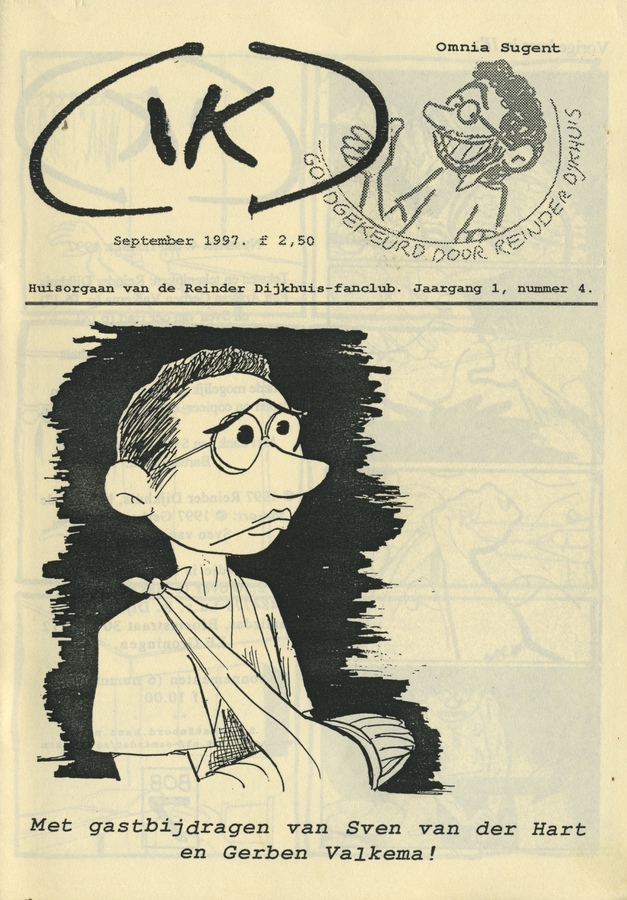 Omnia Sugent
IK
GOEDGEKEURD DOOR REINDER DIJKHUIS
September 1997. f 2,50
Huisorgaan van de Reinder Dijkhuis-fanclub. Jaargang 1, nummer 4.
Met gastbijdragen van Sven van der Hart
en Gerben Valkema!